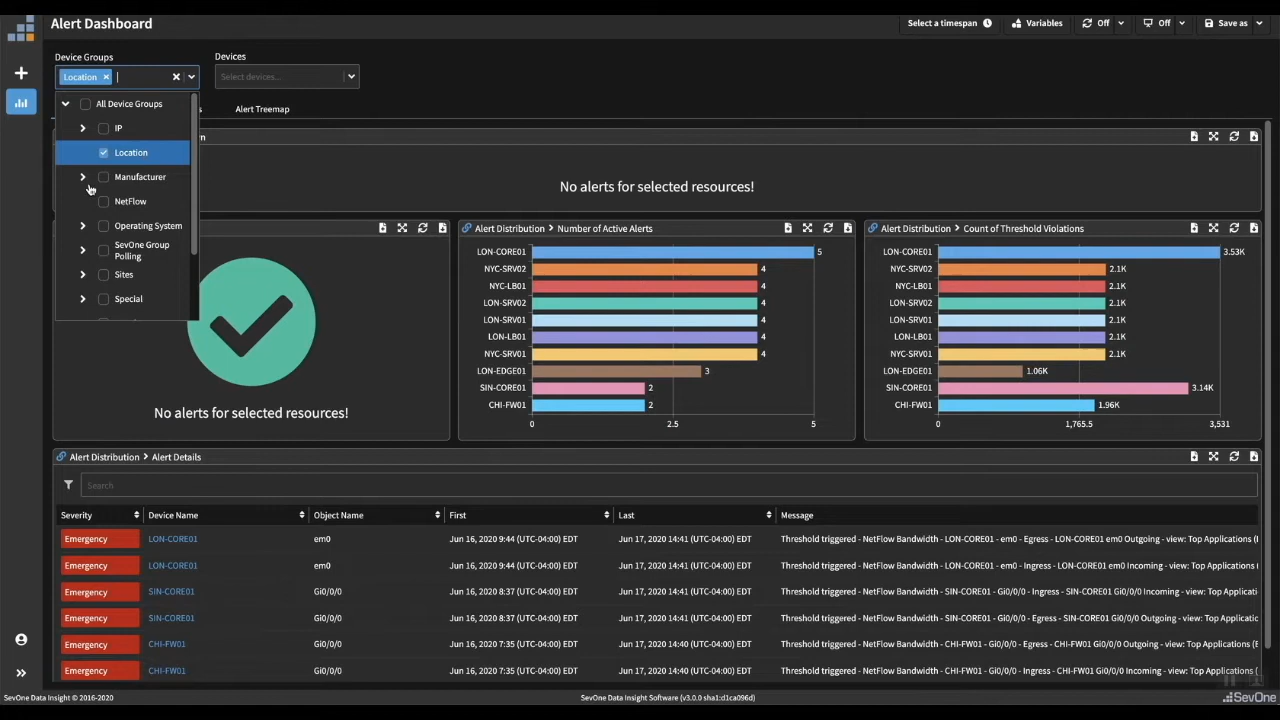 Alert Dashboard
Select a timespan
Variables
Off
Off
Save as
Device Groups
Devices
Location ×
Select devices...
All Device Groups
IP
Location
Manufacturer
NetFlow
Operating System
SevOne Group
Polling
Sites
Special
Alert Treemap
No alerts for selected resources!
No alerts for selected resources!
Alert Distribution > Number of Active Alerts
LON-CORE01 5
NYC-SRV02 4
NYC-LB01 4
LON-SRV02 4
LON-SRV01 4
LON-LB01 4
NYC-SRV01 4
LON-EDGE01 3
SIN-CORE01 2
CHI-FW01 2
0 2.5 5
Alert Distribution > Count of Threshold Violations
LON-CORE01 3.53K
NYC-SRV02 2.1K
NYC-LB01 2.1K
LON-SRV02 2.1K
LON-SRV01 2.1K
LON-LB01 2.1K
NYC-SRV01 2.1K
LON-EDGE01 1.06K
SIN-CORE01 3.14K
CHI-FW01 1.96K
0 1,765.5 3,531
Alert Distribution > Alert Details
Search
Severity Device Name Object Name First Last Message
Emergency LON-CORE01 em0 Jun 16, 2020 9:44 (UTC-04:00) EDT Jun 17, 2020 14:41 (UTC-04:00) EDT Threshold triggered - NetFlow Bandwidth - LON-CORE01 - em0 - Egress - LON-CORE01 em0 Outgoing - view: Top Applications (
Emergency LON-CORE01 em0 Jun 16, 2020 9:44 (UTC-04:00) EDT Jun 17, 2020 14:41 (UTC-04:00) EDT Threshold triggered - NetFlow Bandwidth - LON-CORE01 - em0 - Ingress - LON-CORE01 em0 Incoming - view: Top Applications (
Emergency SIN-CORE01 Gi0/0/0 Jun 16, 2020 8:37 (UTC-04:00) EDT Jun 17, 2020 14:41 (UTC-04:00) EDT Threshold triggered - NetFlow Bandwidth - SIN-CORE01 - Gi0/0/0 - Ingress - SIN-CORE01 Gi0/0/0 Incoming - view: Top Applicati
Emergency SIN-CORE01 Gi0/0/0 Jun 16, 2020 8:37 (UTC-04:00) EDT Jun 17, 2020 14:41 (UTC-04:00) EDT Threshold triggered - NetFlow Bandwidth - SIN-CORE01 - Gi0/0/0 - Egress - SIN-CORE01 Gi0/0/0 Outgoing - view: Top Applicatio
Emergency CHI-FW01 Gi0/0/0 Jun 16, 2020 7:35 (UTC-04:00) EDT Jun 17, 2020 14:40 (UTC-04:00) EDT Threshold triggered - NetFlow Bandwidth - CHI-FW01 - Gi0/0/0 - Egress - CHI-FW01 Gi0/0/0 Outgoing - view: Top Applications (
Emergency CHI-FW01 Gi0/0/0 Jun 16, 2020 7:35 (UTC-04:00) EDT Jun 17, 2020 14:40 (UTC-04:00) EDT Threshold triggered - NetFlow Bandwidth - CHI-FW01 - Gi0/0/0 - Ingress - CHI-FW01 Gi0/0/0 Incoming - view: Top Applications (
SevOne Data Insight © 2016-2020
SevOne Data Insight Software (v3.0.0 sha1:d1ca096d)
SevOne